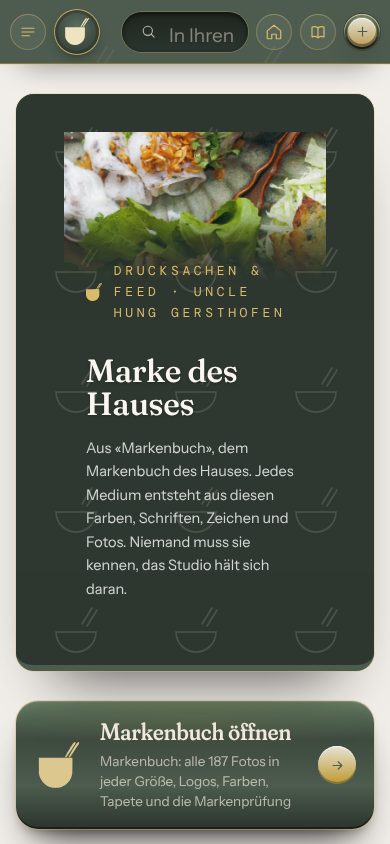 In Ihren
DRUCKSACHEN &
FEED · UNCLE
HUNG GERSTHOFEN
Marke des
Hauses
Aus «Markenbuch», dem
Markenbuch des Hauses. Jedes
Medium entsteht aus diesen
Farben, Schriften, Zeichen und
Fotos. Niemand muss sie
kennen, das Studio hält sich
daran.
Markenbuch öffnen
Markenbuch: alle 187 Fotos in
jeder Größe, Logos, Farben,
Tapete und die Markenprüfung